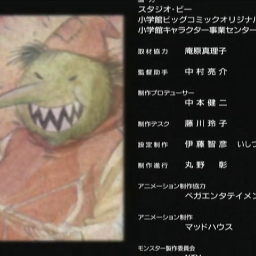 スタジオ・ビー
小学館ビッグコミックオリジナル
小学館キャラクター事業センター
取材協力 庵原真理子
監督助手 中村亮介
制作プロデューサー
中本健二
制作デスク 藤川玲子
設定制作 伊藤智彦 いしづ
制作進行 丸野 彰
アニメーション制作協力
ベガエンタテイメン
アニメーション制作
マッドハウス
モンスター製作委員会